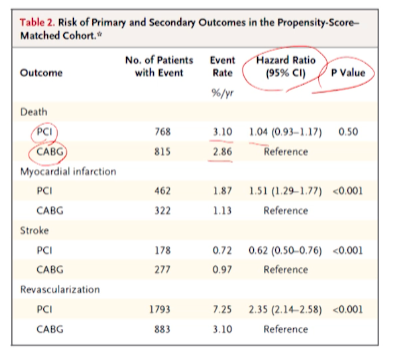 Table 2. Risk of Primary and Secondary Outcomes in the Propensity-Score–
Matched Cohort.*
Outcome No. of Patients with Event Event Rate Hazard Ratio (95% CI) P Value
%/yr
Death
PCI 768 3.10 1.04 (0.93–1.17) 0.50
CABG 815 2.86 Reference
Myocardial infarction
PCI 462 1.87 1.51 (1.29–1.77) <0.001
CABG 322 1.13 Reference
Stroke
PCI 178 0.72 0.62 (0.50–0.76) <0.001
CABG 277 0.97 Reference
Revascularization
PCI 1793 7.25 2.35 (2.14–2.58) <0.001
CABG 883 3.10 Reference